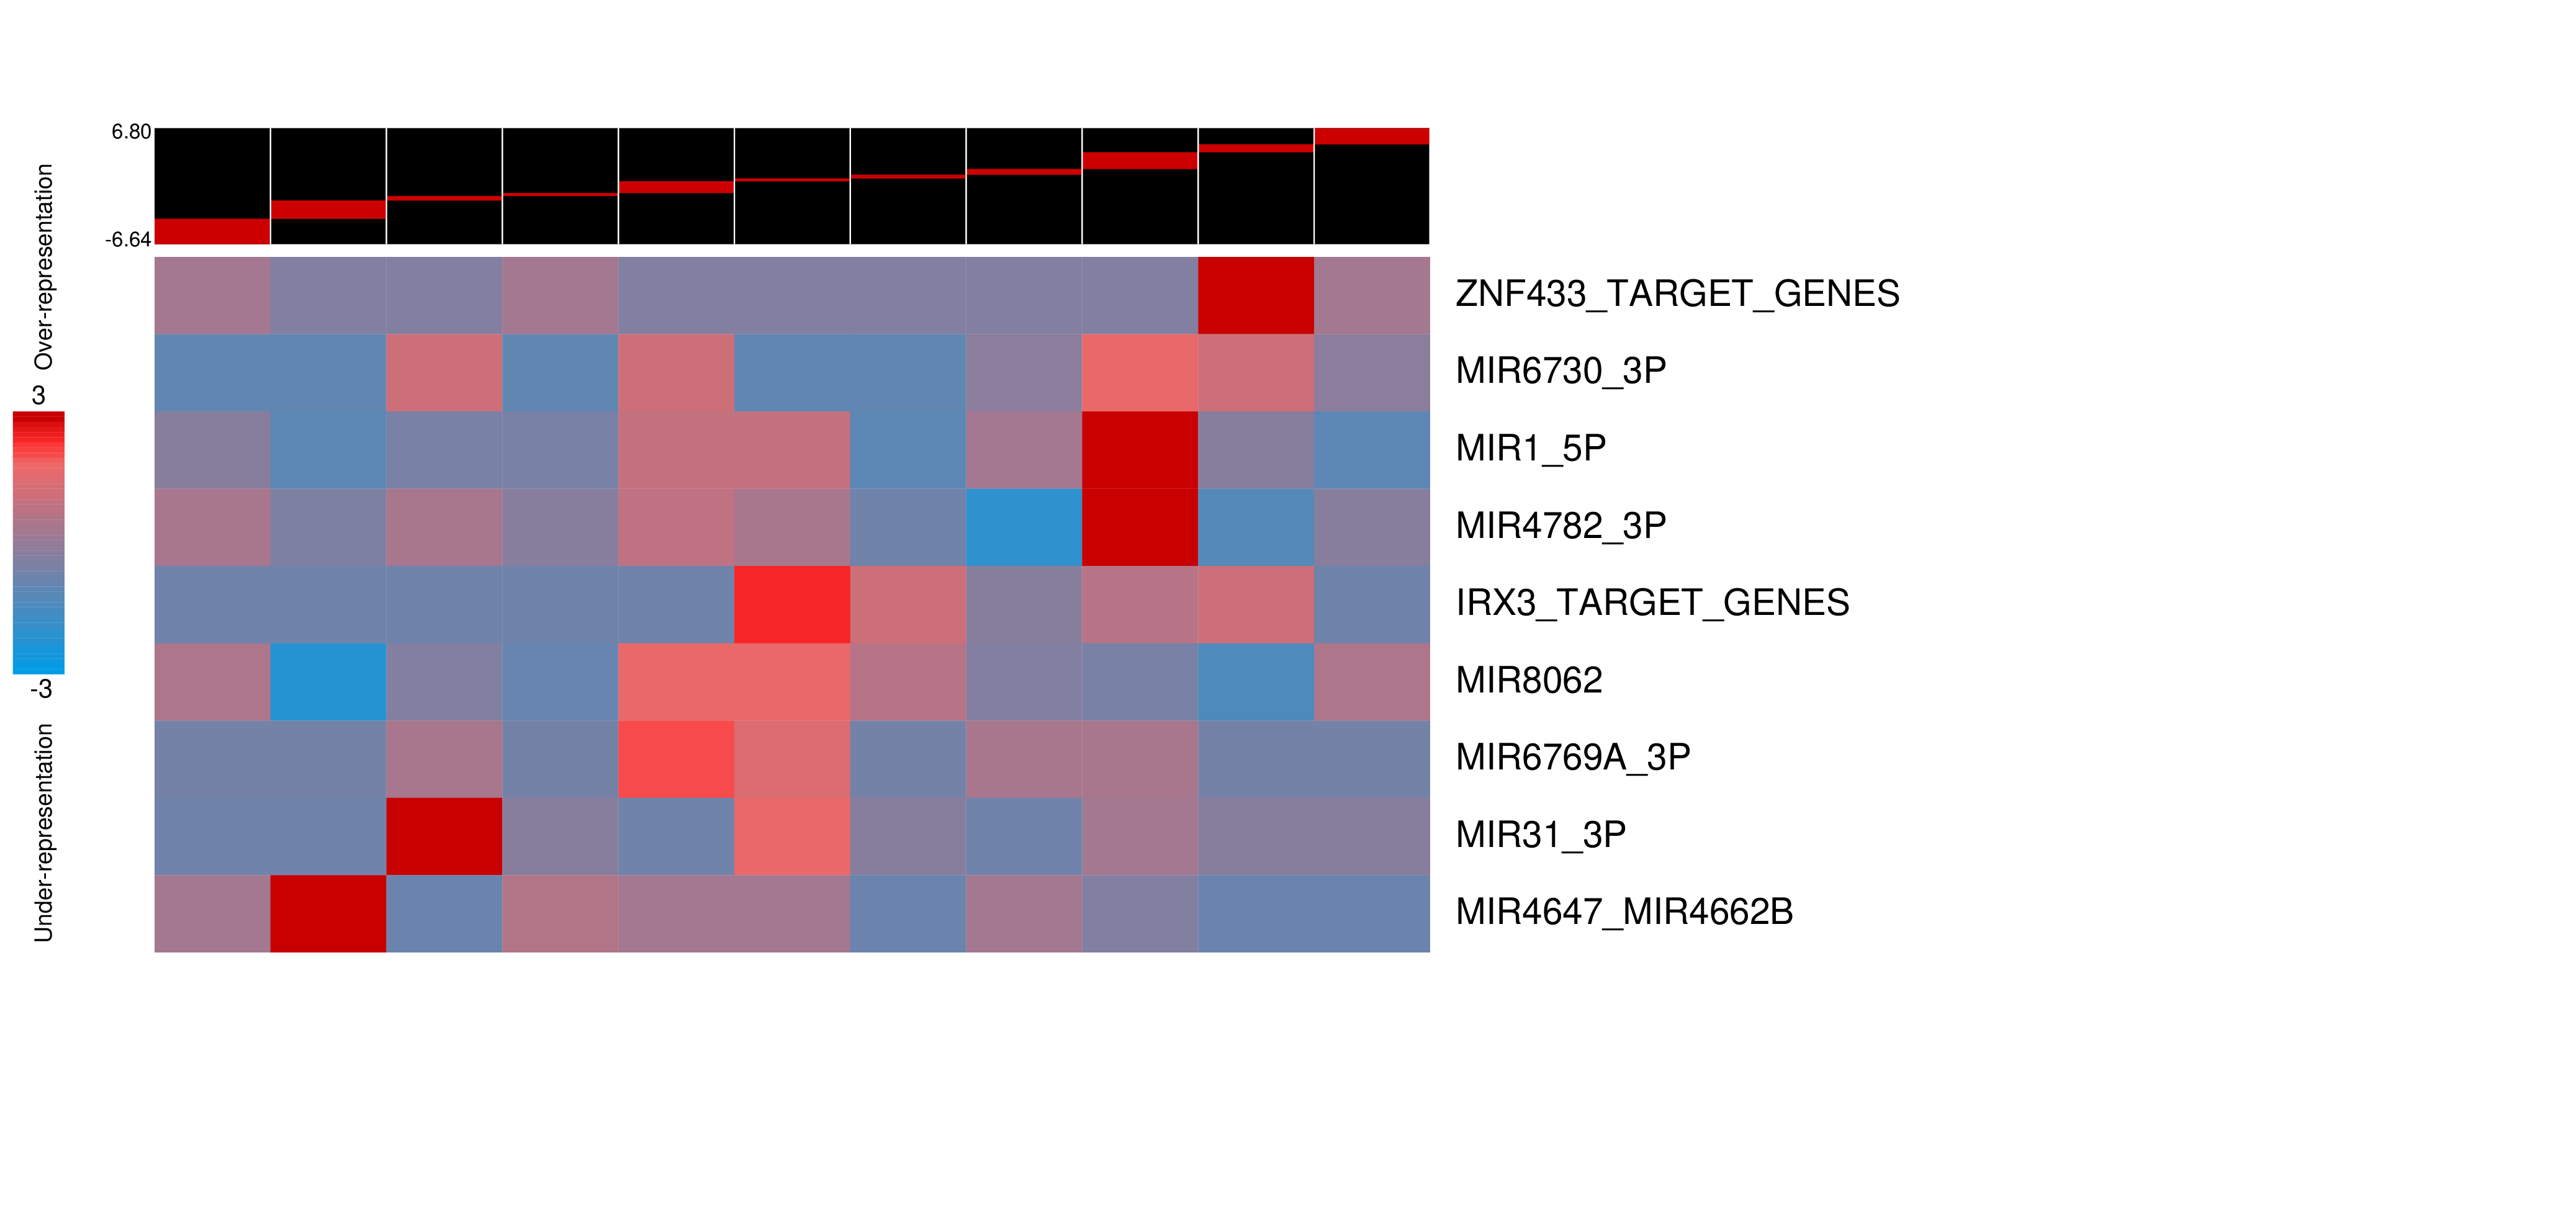 6.80
-6.64
Over-representation
3
-3
Under-representation
ZNF433_TARGET_GENES
MIR6730_3P
MIR1_5P
MIR4782_3P
IRX3_TARGET_GENES
MIR8062
MIR6769A_3P
MIR31_3P
MIR4647_MIR4662B